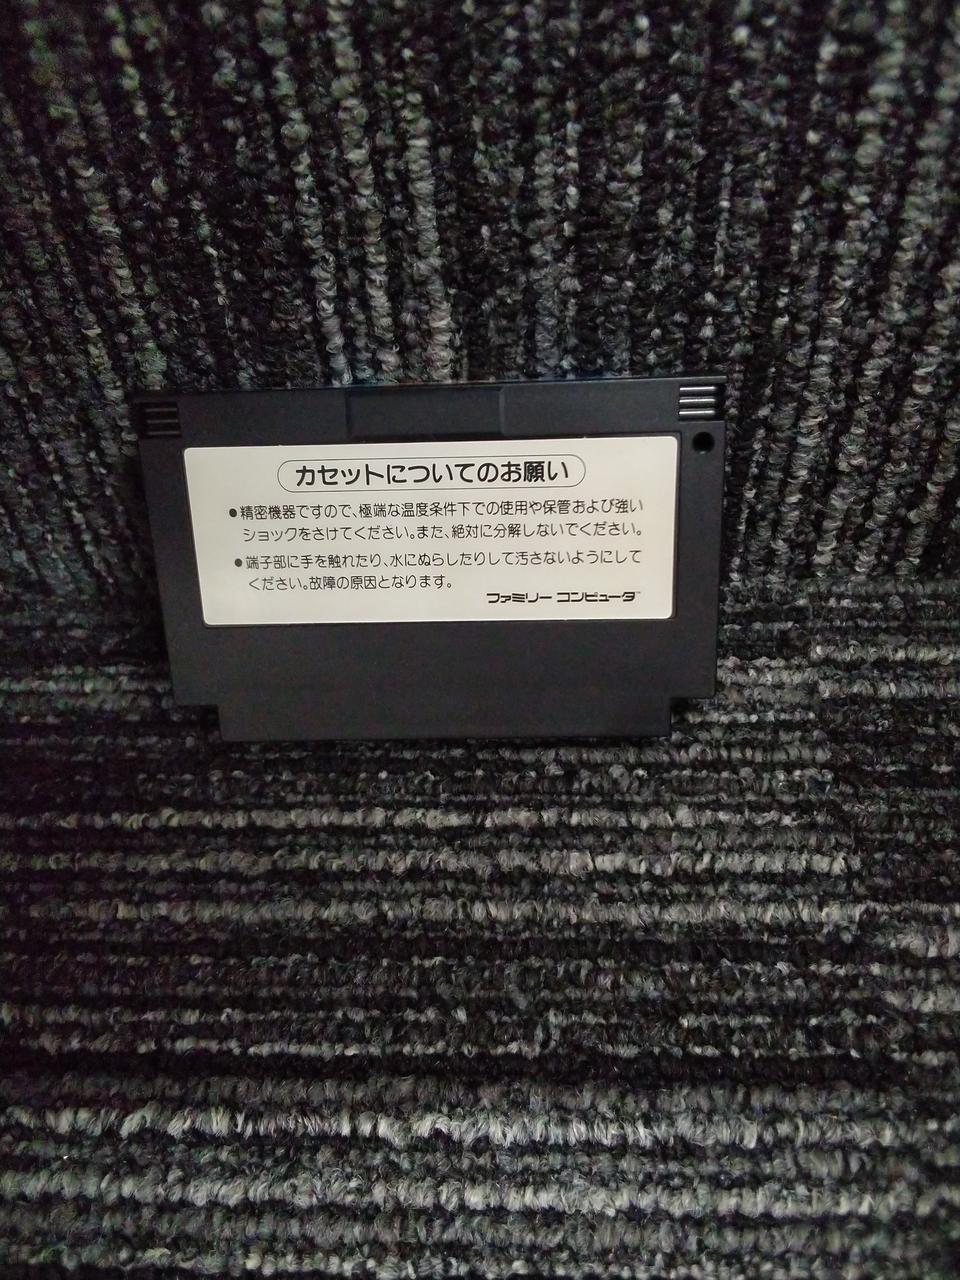 カセットについてのお願い
●精密機器ですので、極端な温度条件下での使用や保管および強い
ショックをさけてください。また、絶対に分解しないでください。
●端子部に手を触れたり、水にぬらしたりして汚さないようにして
ください。故障の原因となります。
ファミリーコンピュータ™